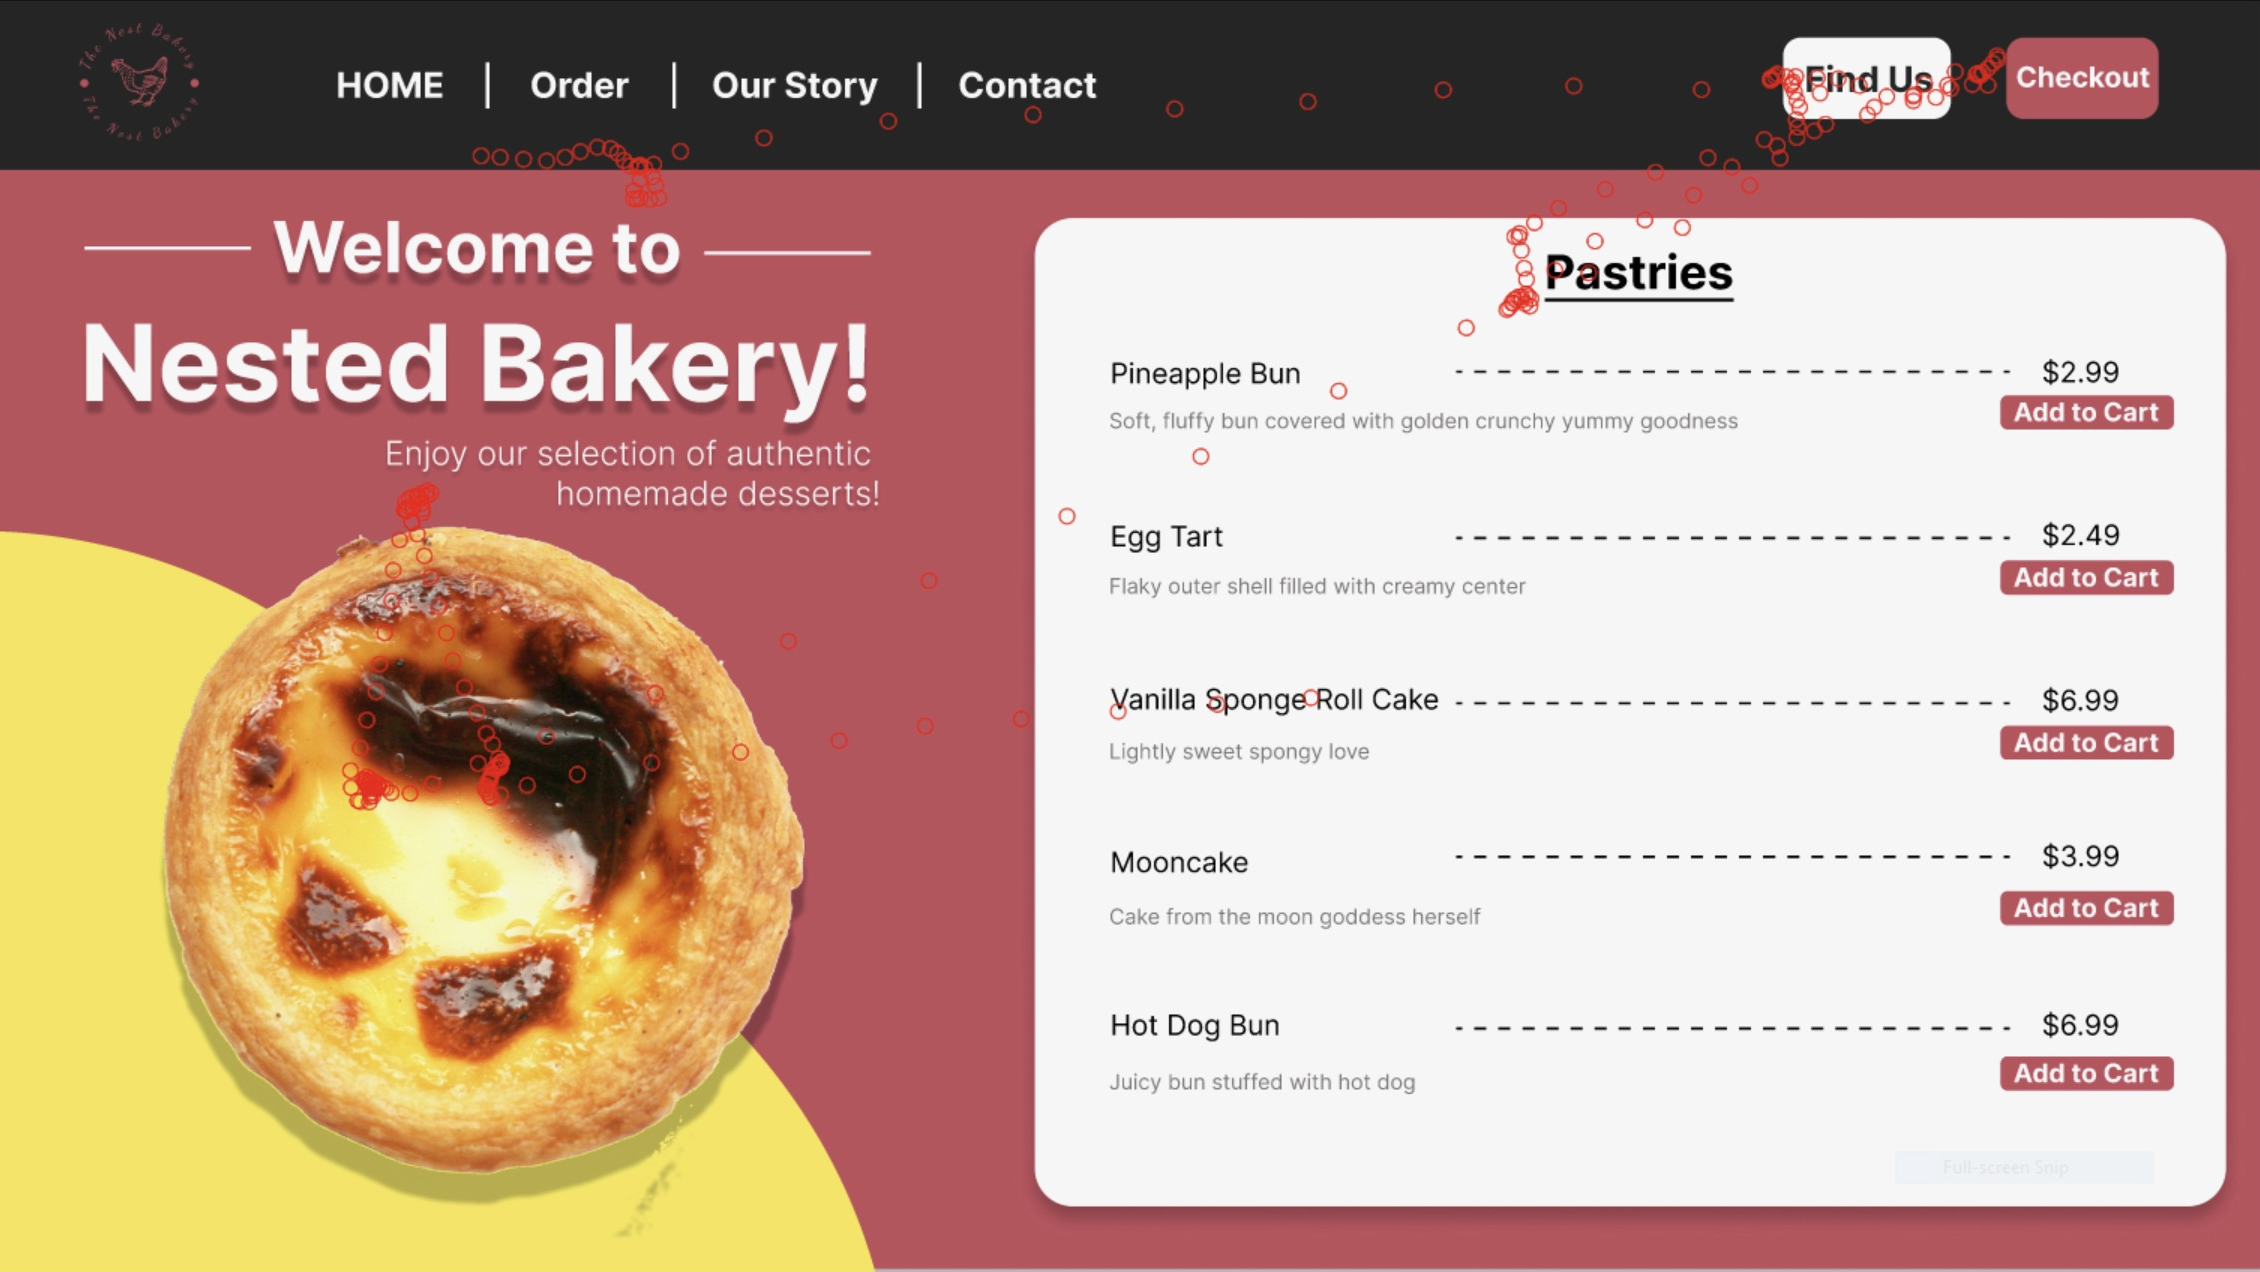 The Nest Bakery
The Nest Bakery
HOME | Order | Our Story | Contact
Find Us
Checkout
Welcome to
Nested Bakery!
Enjoy our selection of authentic
homemade desserts!
Pastries
Pineapple Bun $2.99
Add to Cart
Soft, fluffy bun covered with golden crunchy yummy goodness
Egg Tart $2.49
Add to Cart
Flaky outer shell filled with creamy center
Vanilla Sponge Roll Cake $6.99
Add to Cart
Lightly sweet spongy love
Mooncake $3.99
Add to Cart
Cake from the moon goddess herself
Hot Dog Bun $6.99
Add to Cart
Juicy bun stuffed with hot dog
Full-screen Snip